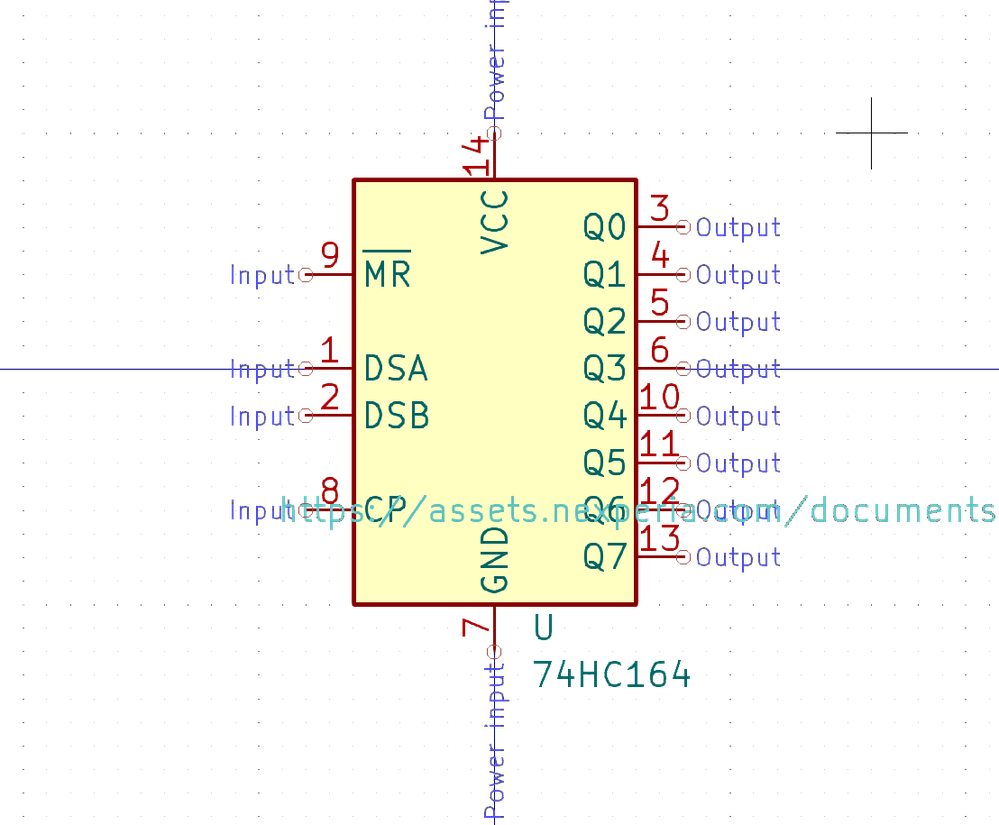 Power inp
14
VCC
3
Q0
Output
9
Input
MR
4
Q1
Output
5
Q2
Output
1
Input
DSA
6
Q3
Output
2
Input
DSB
10
Q4
Output
11
Q5
Output
8
Input
CP
12
Q6
Output
https://assets.nexperia.com/documents
13
Q7
Output
GND
7
U
74HC164
Power input